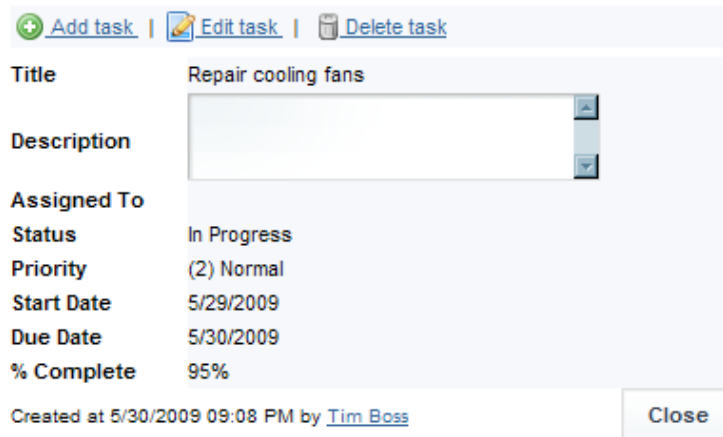 Add task | Edit task | Delete task
Title Repair cooling fans
Description
Assigned To
Status In Progress
Priority (2) Normal
Start Date 5/29/2009
Due Date 5/30/2009
% Complete 95%
Created at 5/30/2009 09:08 PM by Tim Boss Close